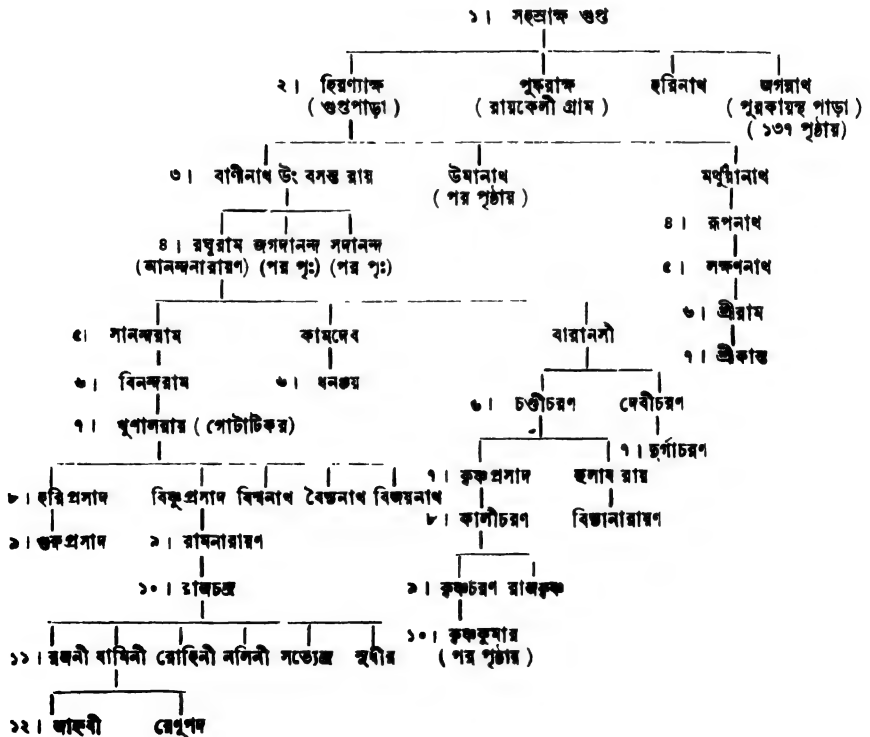 ১। সহস্রাক্ষ গুপ্ত
২। হিরণ্যাক্ষ পুষ্করাক্ষ হরিনাথ জগন্নাথ
( গুপ্তপাড়া ) ( রায়কেলী গ্রাম ) ( পুরকায়স্থ পাড়া )
( ১৩৭ পৃষ্ঠায় )
৩। বাণীনাথ উং বসন্ত রায় উমানাথ মথুরানাথ
( পর পৃষ্ঠায় )
৪। রঘুরাম জগদানন্দ সদানন্দ ৪। রূপনাথ
(আনন্দনারায়ণ) (পর পৃঃ) (পর পৃঃ) ৫। লক্ষণনাথ
৬। শ্রীরাম
৫। সানন্দরাম কামদেব বারানসী
৭। শ্রীকান্ত
৬। বিনন্দরাম ৬। ধনঞ্জয়
৬। চণ্ডীচরণ দেবীচরণ
৭। খুশালরায় ( গোটাটিকর )
৭। দুর্গাচরণ
৮। হরিপ্রসাদ বিষ্ণুপ্রসাদ বিশ্বনাথ বৈদ্যনাথ বিজয়নাথ ৭। কৃষ্ণপ্রসাদ হুলাষ রায়
৯। গুরুপ্রসাদ ৯। রামনারায়ণ ৮। কালীচরণ বিদ্যানারায়ণ
১০। রাজচন্দ্র ৯। কৃষ্ণচরণ রাজকৃষ্ণ
১০। কৃষ্ণকুমার
১১। রজনী যামিনী রোহিনী নলিনী সত্যেন্দ্র সুধীর ( পর পৃষ্ঠায় )
১২। জাহ্নবী রেণুপদ